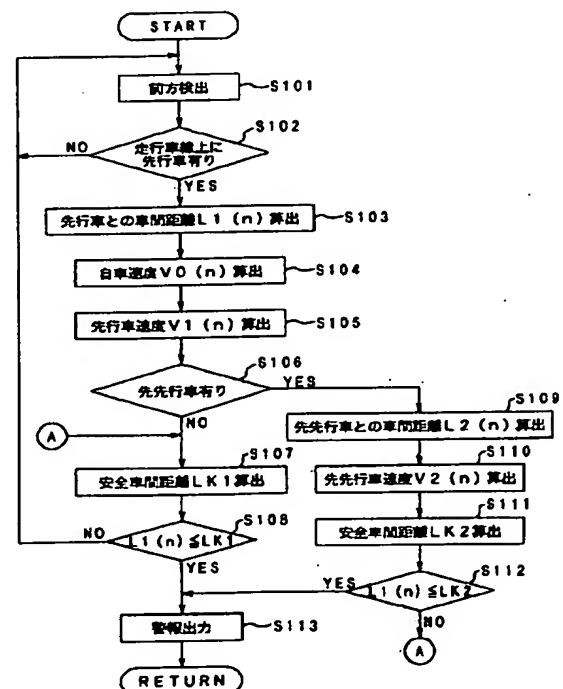 START
前方検出
S101
S102
走行車線上に
先行車有り
NO
YES
先行車との車間距離L1(n)算出
S103
自車速度V0(n)算出
S104
先行車速度V1(n)算出
S105
S106
先先行車有り
YES
NO
A
S107
安全車間距離LK1算出
S108
L1(n)≦LK1
NO
YES
S109
先先行車との車間距離L2(n)算出
S110
先先行車速度V2(n)算出
S111
安全車間距離LK2算出
S112
L1(n)≦LK2
YES
NO
A
警報出力
S113
RETURN